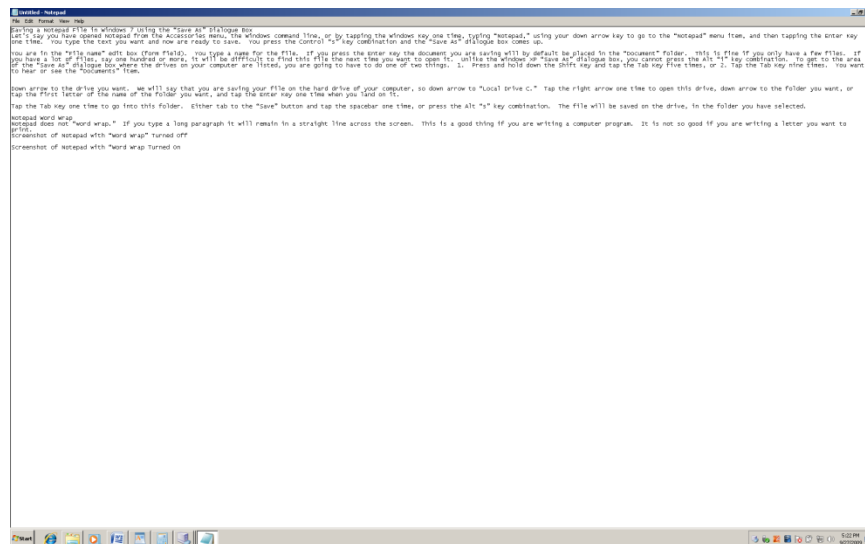 Untitled - Notepad
File Edit Format View Help
Saving a Notepad File in Windows 7 Using the "Save As" Dialogue Box
Let's say you have opened Notepad from the Accessories menu, the windows command line, or by tapping the windows key one time, typing "Notepad," using your down arrow key to go to the "Notepad" menu item, and then tapping the Enter Key
one time.  You type the text you want and now are ready to save.  You press the Control "s" key combination and the "Save As" dialogue box comes up.
You are in the "File name" edit box (form field).  You type a name for the file.  If you press the Enter Key the document you are saving will by default be placed in the "Document" folder.  This is fine if you only have a few files.  If
you have a lot of files, say one hundred or more, it will be difficult to find this file the next time you want to open it.  Unlike the windows XP "Save As" dialogue box, you cannot press the Alt "i" key combination.  To get to the area
of the "Save As" dialogue box where the drives on your computer are listed, you are going to have to do one of two things.  1.  Press and hold down the Shift Key and tap the Tab Key five times, or 2. Tap the Tab Key nine times.  You want
to hear or see the "Documents" item.
Down arrow to the drive you want.  We will say that you are saving your file on the hard drive of your computer, so down arrow to "Local Drive C."  Tap the right arrow one time to open this drive, down arrow to the folder you want, or
tap the first letter of the name of the folder you want, and tap the Enter Key one time when you land on it.
Tap the Tab Key one time to go into this folder.  Either tab to the "Save" button and tap the spacebar one time, or press the Alt "s" key combination.  The file will be saved on the drive, in the folder you have selected.
Notepad Word Wrap
Notepad does not "word wrap."  If you type a long paragraph it will remain in a straight line across the screen.  This is a good thing if you are writing a computer program.  It is not so good if you are writing a letter you want to
print.
Screenshot of Notepad with "Word Wrap" Turned Off
Screenshot of Notepad with "Word Wrap Turned On
Start
5:22 PM